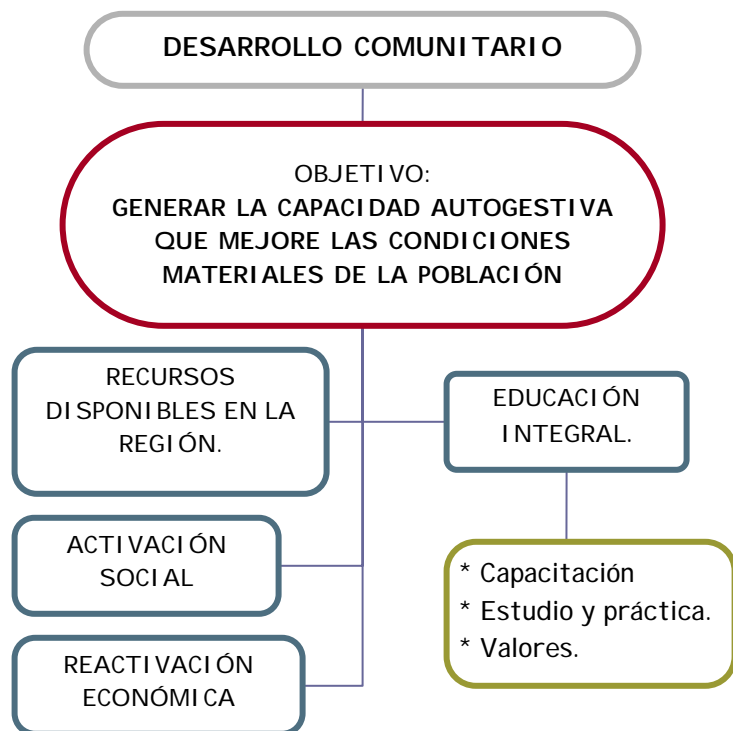 DESARROLLO COMUNITARIO
OBJETIVO:
GENERAR LA CAPACIDAD AUTOGESTIVA
QUE MEJORE LAS CONDICIONES
MATERIALES DE LA POBLACIÓN
RECURSOS
DISPONIBLES EN LA
REGIÓN.
EDUCACIÓN
INTEGRAL.
ACTIVACIÓN
SOCIAL
* Capacitación
* Estudio y práctica.
* Valores.
REACTIVACIÓN
ECONÓMICA